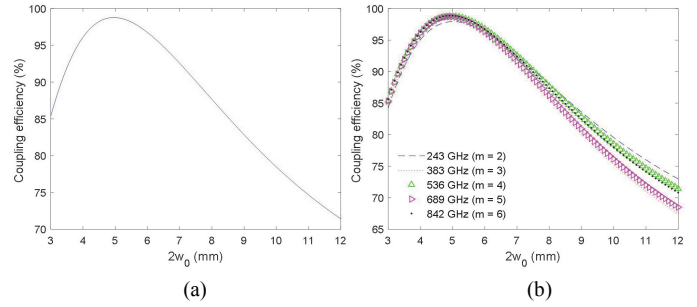 100
95
90
85
80
75
70
Coupling efficiency (%)
3 4 5 6 7 8 9 10 11 12
2w_0 (mm)
(a)
100
95
90
85
80
75
70
65
Coupling efficiency (%)
243 GHz (m = 2)
383 GHz (m = 3)
536 GHz (m = 4)
689 GHz (m = 5)
842 GHz (m = 6)
3 4 5 6 7 8 9 10 11 12
2w_0 (mm)
(b)